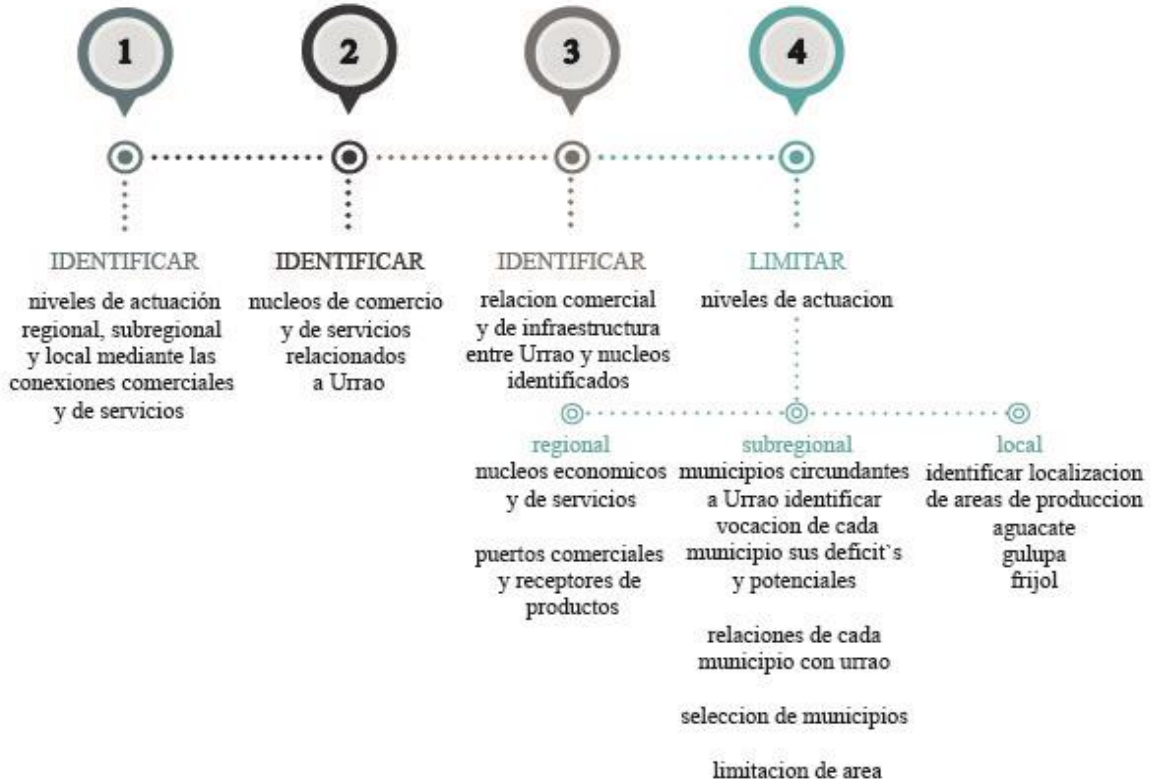 1
2
3
4
IDENTIFICAR
niveles de actuación
regional, subregional
y local mediante las
conexiones comerciales
y de servicios
IDENTIFICAR
nucleos de comercio
y de servicios
relacionados
a Urrao
IDENTIFICAR
relacion comercial
y de infraestructura
entre Urrao y nucleos
identificados
LIMITAR
niveles de actuacion
regional
nucleos economicos
y de servicios
puertos comerciales
y receptores de
productos
subregional
municipios circundantes
a Urrao identificar
vocacion de cada
municipio sus deficit`s
y potenciales
relaciones de cada
municipio con urrao
seleccion de municipios
limitacion de area
local
identificar localizacion
de areas de produccion
aguacate
gulupa
frijol